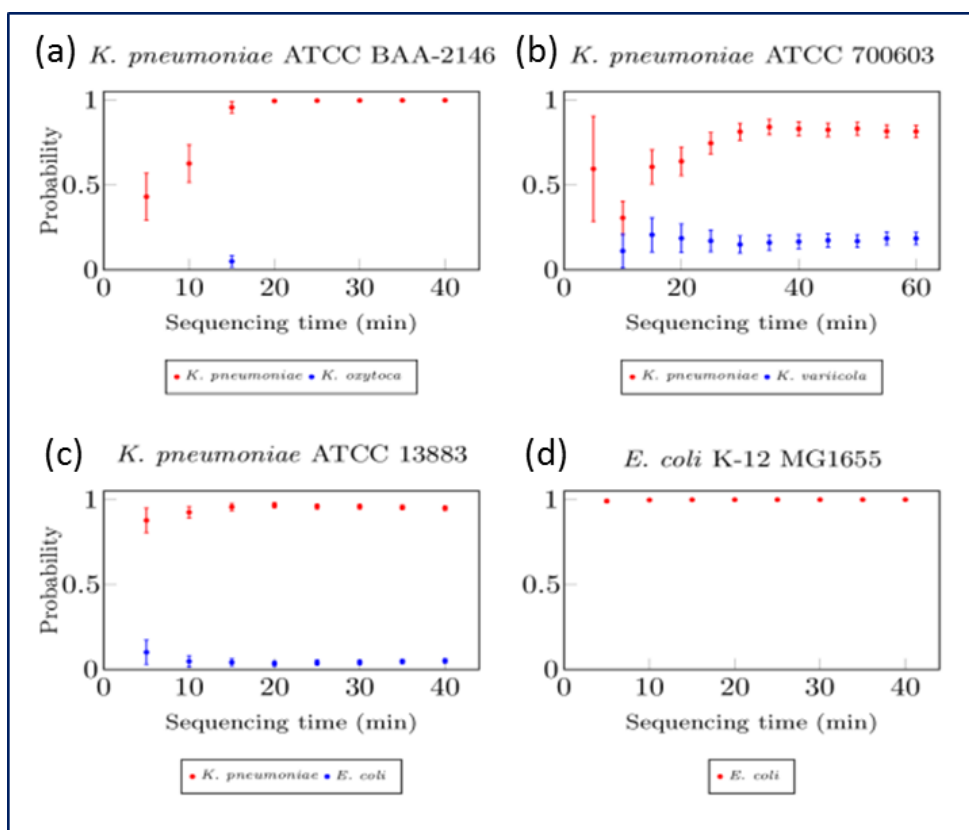 (a) K. pneumoniae ATCC BAA-2146
1
0.5
0
Probability
0 10 20 30 40
Sequencing time (min)
K. pneumoniae K. oxytoca
(b) K. pneumoniae ATCC 700603
1
0.5
0
0 20 40 60
Sequencing time (min)
K. pneumoniae K. variicola
(c) K. pneumoniae ATCC 13883
1
0.5
0
Probability
0 10 20 30 40
Sequencing time (min)
K. pneumoniae E. coli
(d) E. coli K-12 MG1655
1
0.5
0
0 10 20 30 40
Sequencing time (min)
E. coli